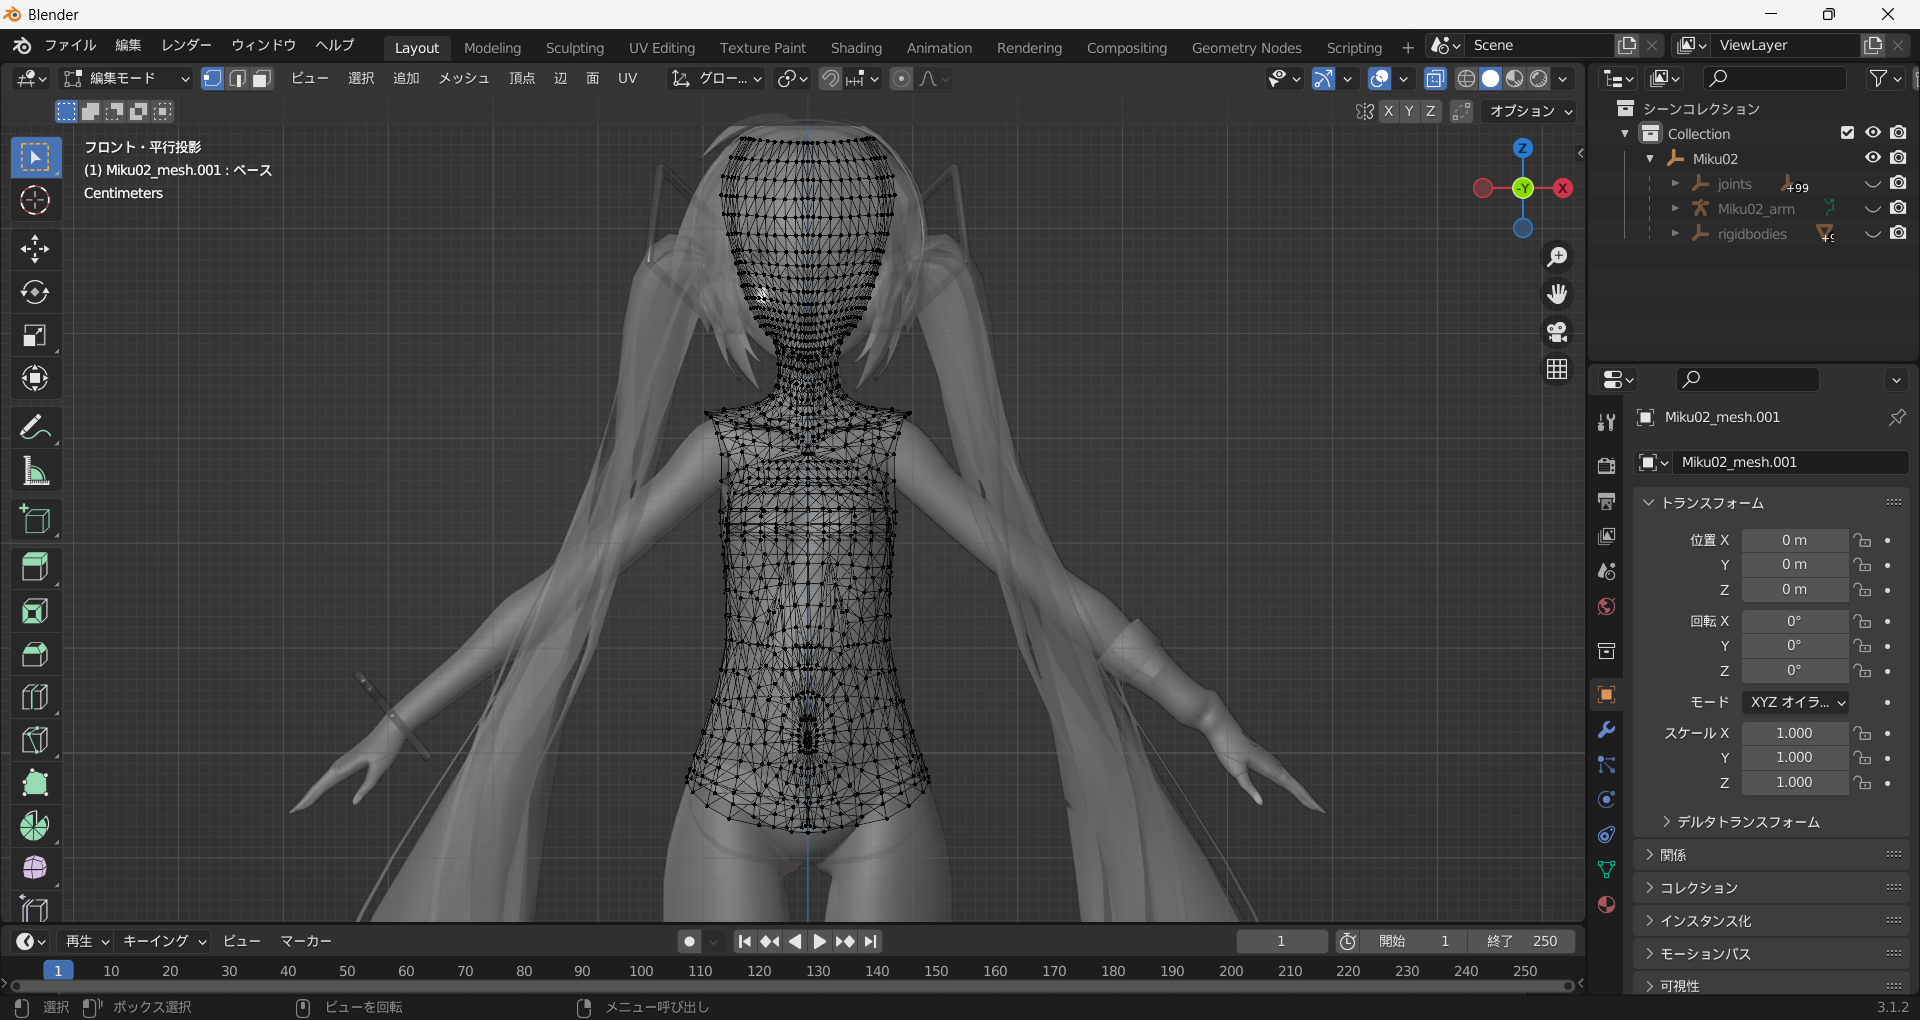 Blender
ファイル 編集 レンダー ウィンドウ ヘルプ Layout Modeling Sculpting UV Editing Texture Paint Shading Animation Rendering Compositing Geometry Nodes Scripting + Scene ViewLayer
編集モード ビュー 選択 追加 メッシュ 頂点 辺 面 UV グロー...
X Y Z オプション
フロント・平行投影
(1) Miku02_mesh.001 : ベース
Centimeters
Z
-Y X
シーンコレクション
Collection
Miku02
joints +99
Miku02_arm
rigidbodies
Miku02_mesh.001
Miku02_mesh.001
トランスフォーム
位置 X 0 m
Y 0 m
Z 0 m
回転 X 0°
Y 0°
Z 0°
モード XYZ オイラ...
スケール X 1.000
Y 1.000
Z 1.000
デルタトランスフォーム
関係
コレクション
インスタンス化
モーションパス
可視性
再生 キーイング ビュー マーカー 1 開始 1 終了 250
1 10 20 30 40 50 60 70 80 90 100 110 120 130 140 150 160 170 180 190 200 210 220 230 240 250
選択 ボックス選択 ビューを回転 メニュー呼び出し 3.1.2